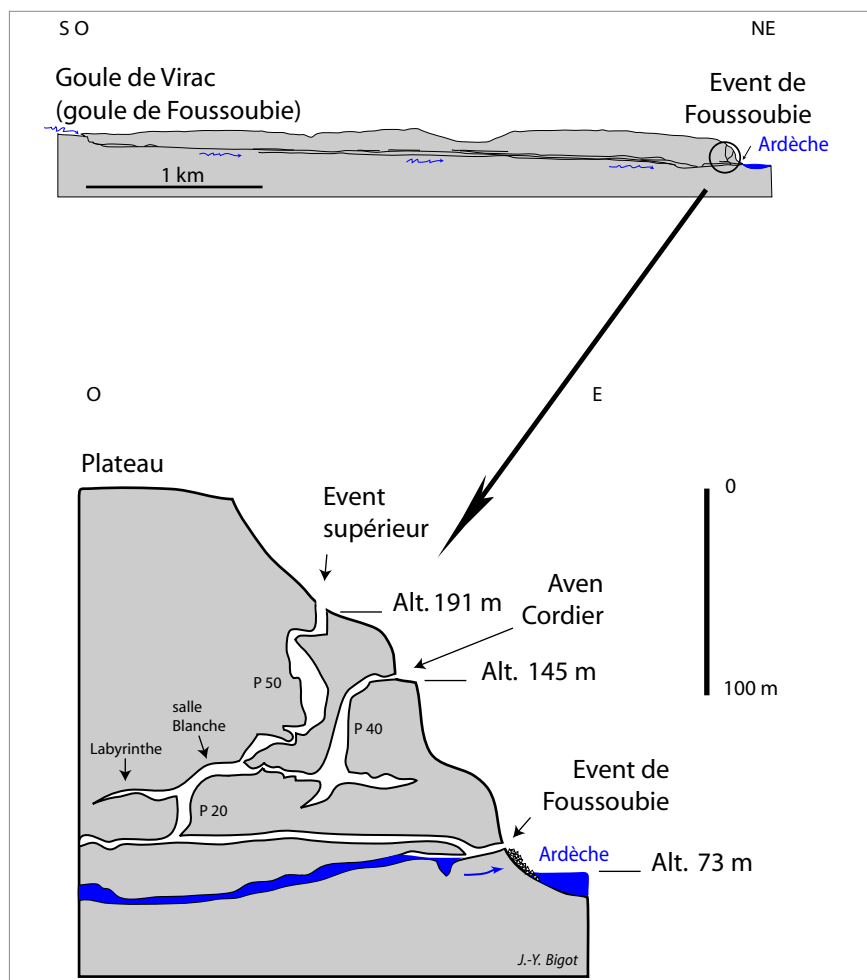 S O
NE
Goule de Virac
(goule de Foussoubie)
Event de
Foussoubie
Ardèche
1 km
O
E
Plateau
Event
supérieur
0
Aven
Cordier
Alt. 191 m
Alt. 145 m
P 50
100 m
salle
Blanche
P 40
Labyrinthe
P 20
Event de
Foussoubie
Ardèche
Alt. 73 m
J.-Y. Bigot